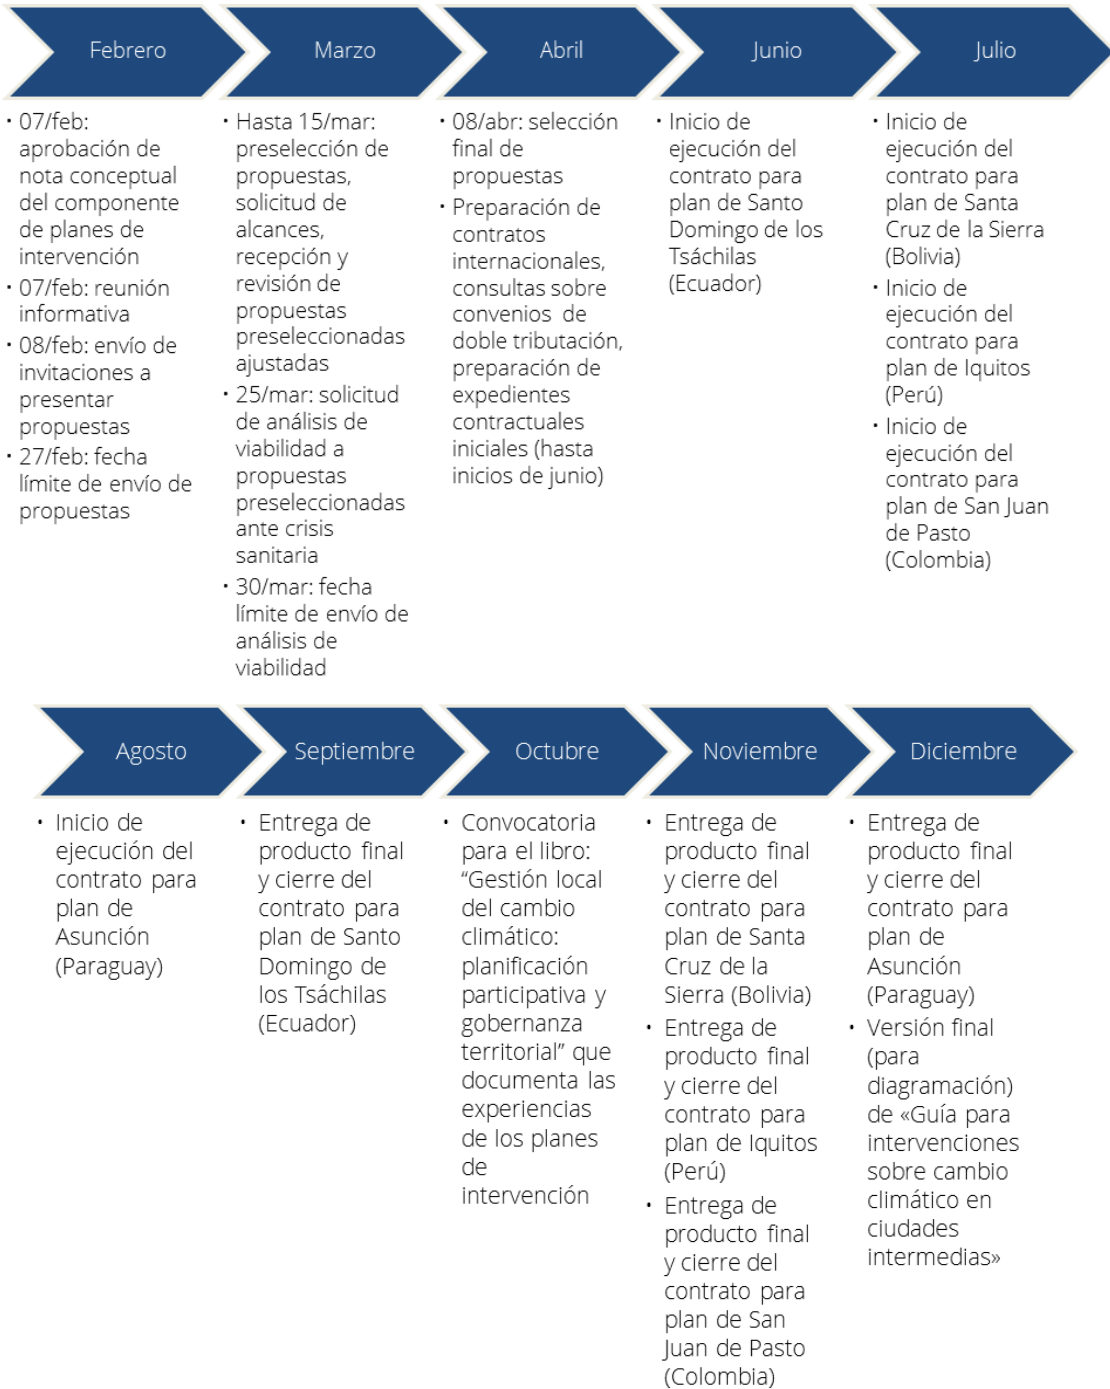 Febrero
Marzo
Abril
Junio
Julio
• 07/feb:
aprobación de
nota conceptual
del componente
de planes de
intervención
• 07/feb: reunión
informativa
• 08/feb: envío de
invitaciones a
presentar
propuestas
• 27/feb: fecha
límite de envío de
propuestas
• Hasta 15/mar:
preselección de
propuestas,
solicitud de
alcances,
recepción y
revisión de
propuestas
preseleccionadas
ajustadas
• 25/mar: solicitud
de análisis de
viabilidad a
propuestas
preseleccionadas
ante crisis
sanitaria
• 30/mar: fecha
límite de envío de
análisis de
viabilidad
• 08/abr: selección
final de
propuestas
• Preparación de
contratos
internacionales,
consultas sobre
convenios de
doble tributación,
preparación de
expedientes
contractuales
iniciales (hasta
inicios de junio)
• Inicio de
ejecución del
contrato para
plan de Santo
Domingo de los
Tsáchilas
(Ecuador)
• Inicio de
ejecución del
contrato para
plan de Santa
Cruz de la Sierra
(Bolivia)
• Inicio de
ejecución del
contrato para
plan de Iquitos
(Perú)
• Inicio de
ejecución del
contrato para
plan de San Juan
de Pasto
(Colombia)
Agosto
Septiembre
Octubre
Noviembre
Diciembre
• Inicio de
ejecución del
contrato para
plan de
Asunción
(Paraguay)
• Entrega de
producto final
y cierre del
contrato para
plan de Santo
Domingo de
los Tsáchilas
(Ecuador)
• Convocatoria
para el libro:
“Gestión local
del cambio
climático:
planificación
participativa y
gobernanza
territorial” que
documenta las
experiencias
de los planes
de
intervención
• Entrega de
producto final
y cierre del
contrato para
plan de Santa
Cruz de la
Sierra (Bolivia)
• Entrega de
producto final
y cierre del
contrato para
plan de Iquitos
(Perú)
• Entrega de
producto final
y cierre del
contrato para
plan de San
Juan de Pasto
(Colombia)
• Entrega de
producto final
y cierre del
contrato para
plan de
Asunción
(Paraguay)
• Versión final
(para
diagramación)
de «Guía para
intervenciones
sobre cambio
climático en
ciudades
intermedias»